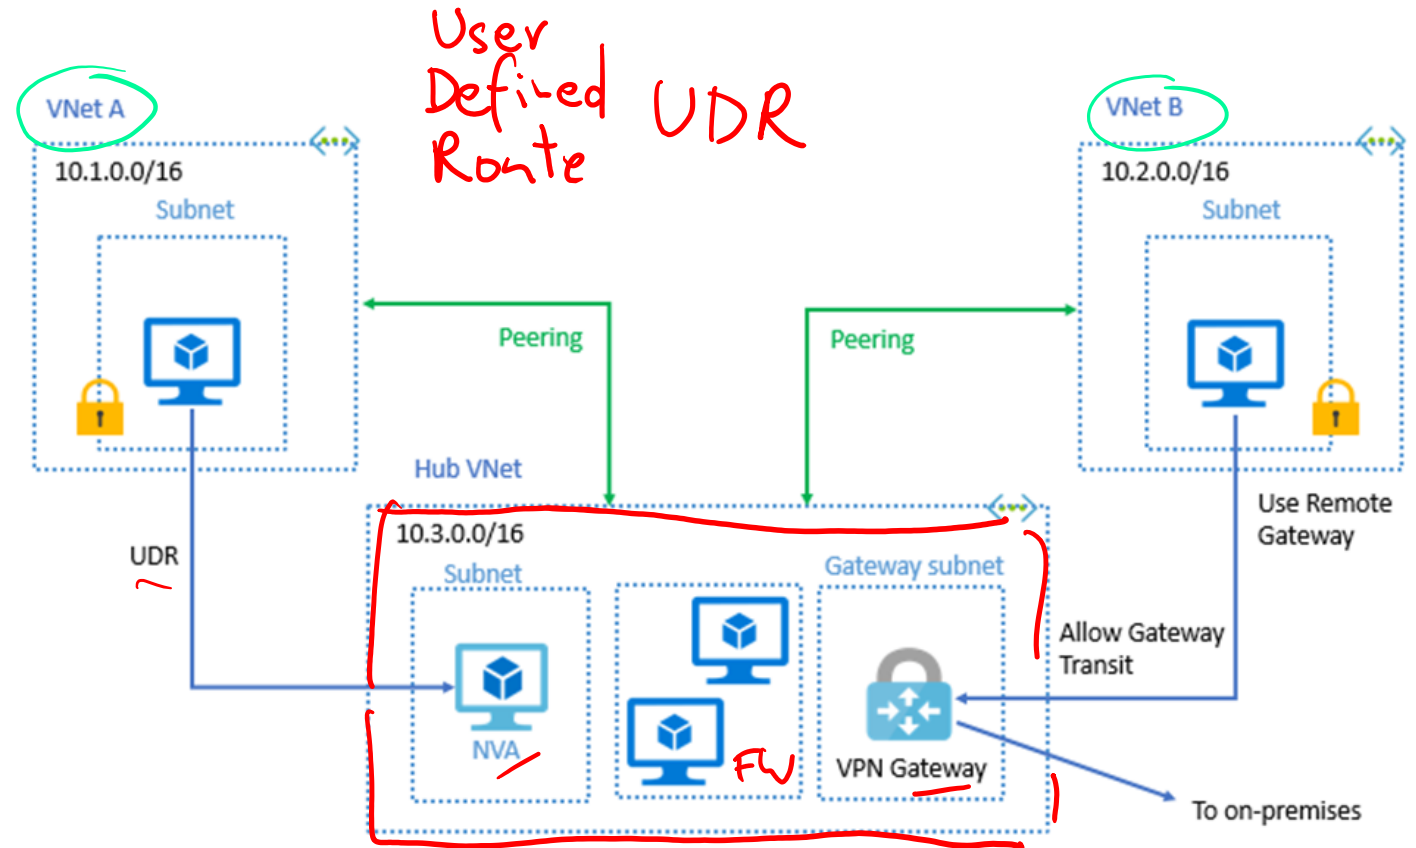 User
Defined UDR
Route
VNet A
VNet B
10.1.0.0/16
10.2.0.0/16
Subnet
Subnet
Peering
Peering
Hub VNet
Use Remote
Gateway
10.3.0.0/16
UDR
Subnet
Gateway subnet
Allow Gateway
Transit
NVA
FW
VPN Gateway
To on-premises